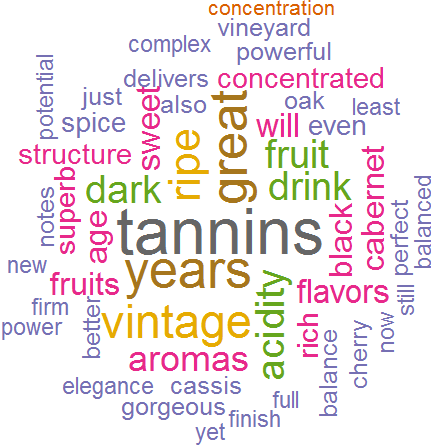 concentration
vineyard
complex
powerful
potential
delivers
concentrated
just
sweet
also
great
oak
least
spice
will
even
structure
ripe
fruit
superb
dark
drink
cabernet
notes
age
tannins
black
perfect
balanced
new
years
fruits
acidity
flavors
still
firm
power
better
vintage
rich
now
aromas
balance
cherry
elegance
cassis
full
gorgeous
finish
yet